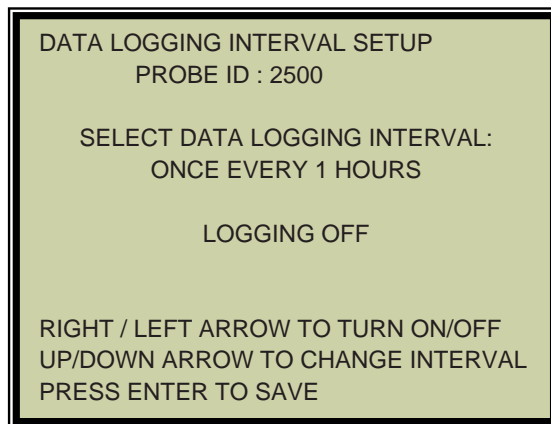 DATA LOGGING INTERVAL SETUP
PROBE ID : 2500
SELECT DATA LOGGING INTERVAL:
ONCE EVERY 1 HOURS
LOGGING OFF
RIGHT / LEFT ARROW TO TURN ON/OFF
UP/DOWN ARROW TO CHANGE INTERVAL
PRESS ENTER TO SAVE